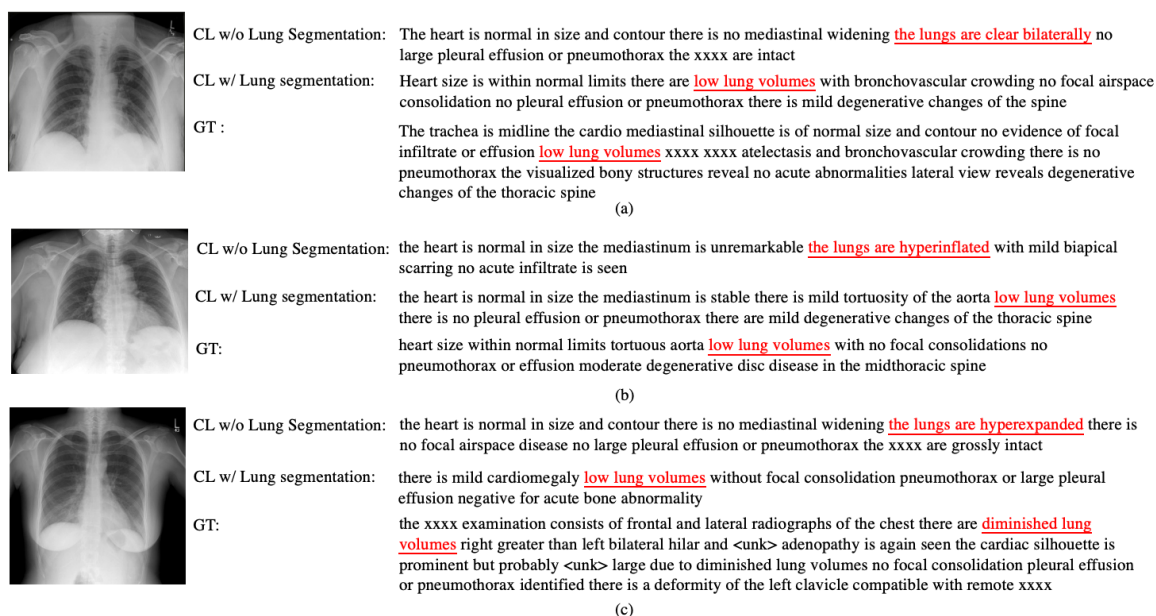 CL w/o Lung Segmentation: The heart is normal in size and contour there is no mediastinal widening the lungs are clear bilaterally no
large pleural effusion or pneumothorax the xxxx are intact
CL w/ Lung segmentation: Heart size is within normal limits there are low lung volumes with bronchovascular crowding no focal airspace
consolidation no pleural effusion or pneumothorax there is mild degenerative changes of the spine
GT : The trachea is midline the cardio mediastinal silhouette is of normal size and contour no evidence of focal
infiltrate or effusion low lung volumes xxxx xxxx atelectasis and bronchovascular crowding there is no
pneumothorax the visualized bony structures reveal no acute abnormalities lateral view reveals degenerative
changes of the thoracic spine
(a)
CL w/o Lung Segmentation: the heart is normal in size the mediastinum is unremarkable the lungs are hyperinflated with mild biapical
scarring no acute infiltrate is seen
CL w/ Lung segmentation: the heart is normal in size the mediastinum is stable there is mild tortuosity of the aorta low lung volumes
there is no pleural effusion or pneumothorax there are mild degenerative changes of the thoracic spine
GT: heart size within normal limits tortuous aorta low lung volumes with no focal consolidations no
pneumothorax or effusion moderate degenerative disc disease in the midthoracic spine
(b)
CL w/o Lung Segmentation: the heart is normal in size and contour there is no mediastinal widening the lungs are hyperexpanded there is
no focal airspace disease no large pleural effusion or pneumothorax the xxxx are grossly intact
CL w/ Lung segmentation: there is mild cardiomegaly low lung volumes without focal consolidation pneumothorax or large pleural
effusion negative for acute bone abnormality
GT: the xxxx examination consists of frontal and lateral radiographs of the chest there are diminished lung
volumes right greater than left bilateral hilar and <unk> adenopathy is again seen the cardiac silhouette is
prominent but probably <unk> large due to diminished lung volumes no focal consolidation pleural effusion
or pneumothorax identified there is a deformity of the left clavicle compatible with remote xxxx
(c)